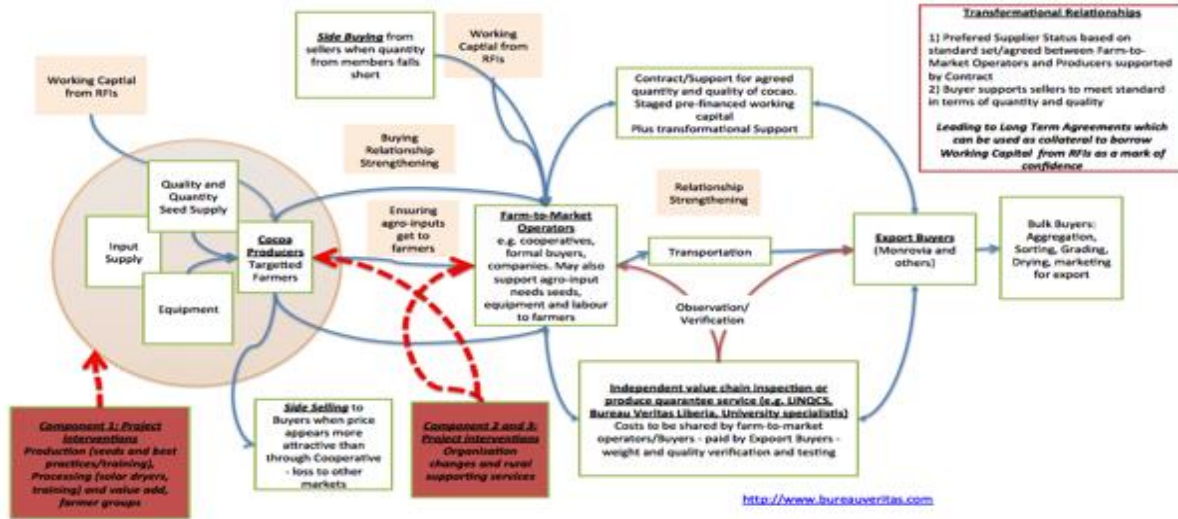 Working Captial
from RFIs
Side Buying from
sellers when quantity
from members falls
short
Working
Captial from
RFIs
Contract/Support for agreed
quantity and quality of cocao.
Staged pre-financed working
capital
Plus transformational Support
Transformational Relationships
1) Prefered Supplier Status based on
standard set/agreed between Farm-to-
Market Operators and Producers supported
by Contract
2) Buyer supports sellers to meet standard
in terms of quantity and quality
Leading to Long Term Agreements which
can be used as collateral to borrow
Working Capital from RFIs as a mark of
confidence
Buying
Relationship
Strengthening
Quality and
Quantity
Seed Supply
Input
Supply
Equipment
Cocoa
Producers
Targetted
Farmers
Ensuring
agro-inputs
get to
farmers
Farm-to-Market
Operators
e.g. cooperatives,
formal buyers,
companies. May also
support agro-input
needs seeds,
equipment and labour
to farmers
Relationship
Strengthening
Transportation
Export Buyers
(Monrovia and
others)
Bulk Buyers:
Aggregation,
Sorting, Grading,
Drying, marketing
for export
Observation/
Verification
Component 1: Project
interventions
Production (seeds and best
practices/training),
Processing (solar dryers,
training) and value add,
farmer groups
Side Selling to
Buyers when price
appears more
attractive than
through Cooperative
- loss to other
markets
Component 2 and 3:
Project interventions
Organisation
changes and rural
supporting services
Independent value chain inspection or
produce guarantee service (e.g. LINQCS,
Bureau Veritas Liberia, University specialists)
Costs to be shared by farm-to-market
operators/Buyers - paid by Expoort Buyers -
weight and quality verification and testing
http://www.bureauveritas.com